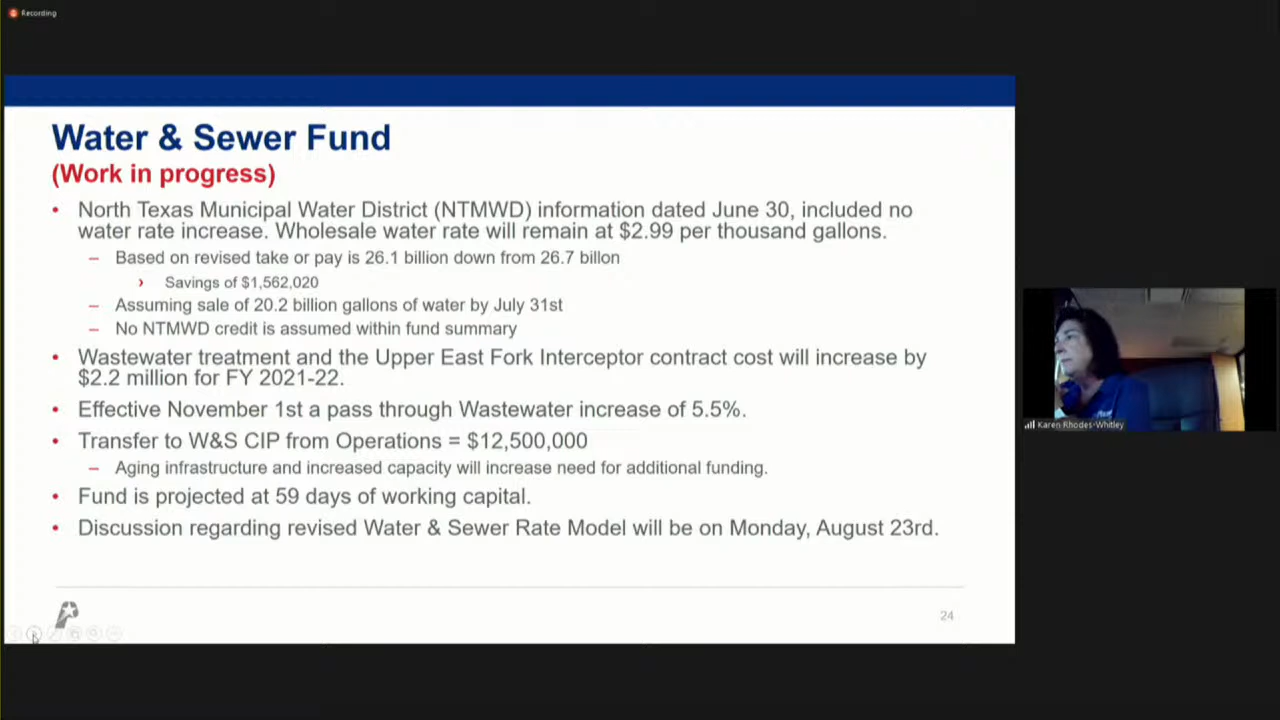 Recording
Water & Sewer Fund
(Work in progress)
• North Texas Municipal Water District (NTMWD) information dated June 30, included no
water rate increase. Wholesale water rate will remain at $2.99 per thousand gallons.
– Based on revised take or pay is 26.1 billion down from 26.7 billon
› Savings of $1,562,020
– Assuming sale of 20.2 billion gallons of water by July 31st
– No NTMWD credit is assumed within fund summary
• Wastewater treatment and the Upper East Fork Interceptor contract cost will increase by
$2.2 million for FY 2021-22.
• Effective November 1st a pass through Wastewater increase of 5.5%.
• Transfer to W&S CIP from Operations = $12,500,000
– Aging infrastructure and increased capacity will increase need for additional funding.
• Fund is projected at 59 days of working capital.
• Discussion regarding revised Water & Sewer Rate Model will be on Monday, August 23rd.
24
Karen Rhodes-Whitley